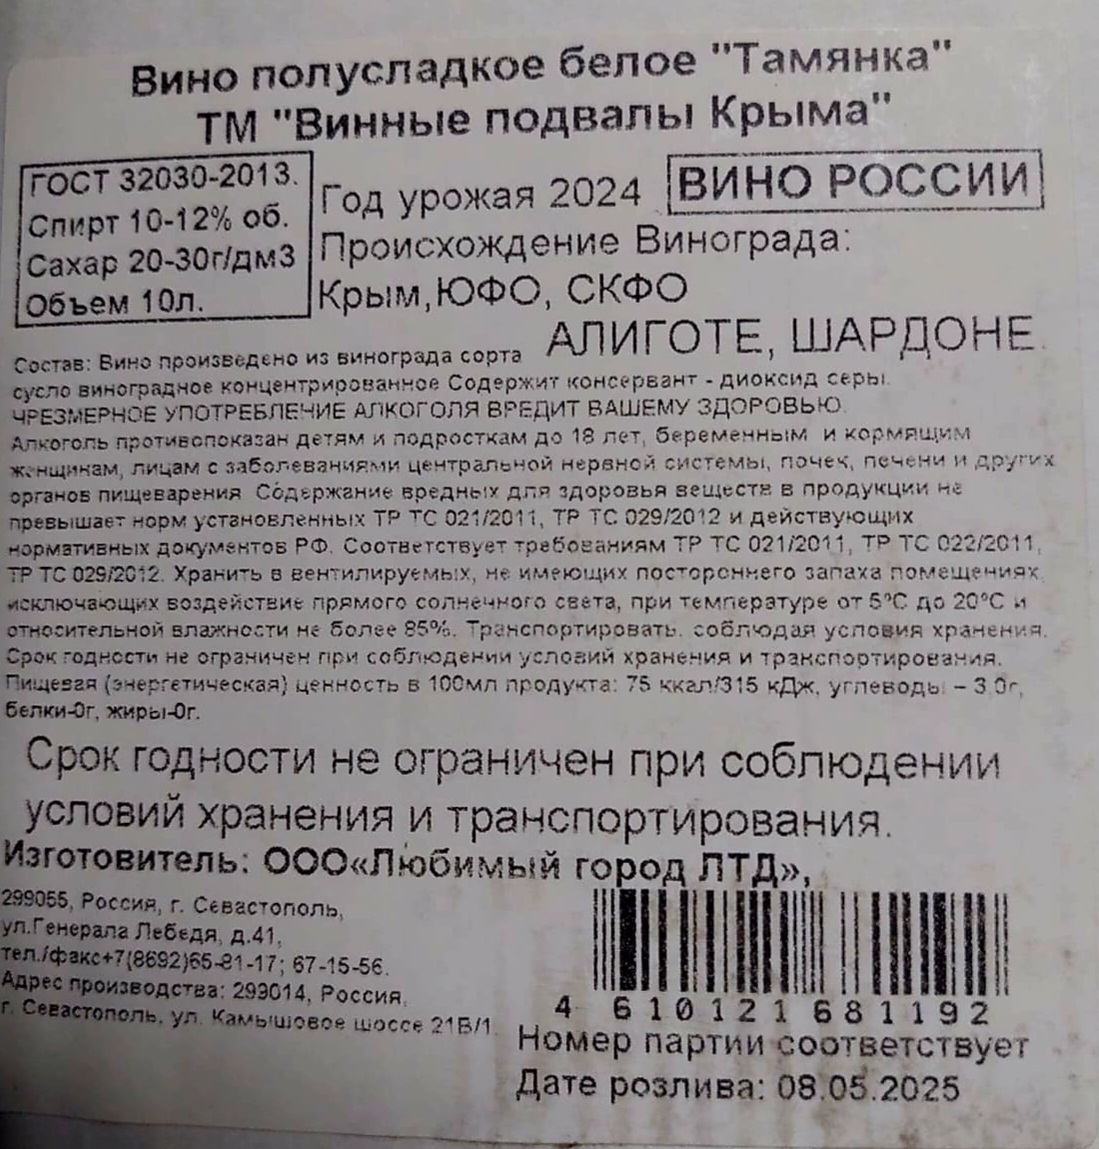 Вино полусладкое белое "Тамянка"
ТМ "Винные подвалы Крыма"
ГОСТ 32030-2013.
Спирт 10-12% об.
Сахар 20-30г/дм3
Объем 10л.
Год урожая 2024
ВИНО РОССИИ
Происхождение Винограда:
Крым,ЮФО, СКФО
Состав: Вино произведено из винограда сорта АЛИГОТЕ, ШАРДОНЕ.
сусло виноградное концентрированное Содержит консервант - диоксид серы.
ЧРЕЗМЕРНОЕ УПОТРЕБЛЕНИЕ АЛКОГОЛЯ ВРЕДИТ ВАШЕМУ ЗДОРОВЬЮ.
Алкоголь противопоказан детям и подросткам до 18 лет, беременным и кормящим
женщинам, лицам с заболеваниями центральной нервной системы, почек, печени и других
органов пищеварения Содержание вредных для здоровья веществ в продукции не
превышает норм установленных ТР ТС 021/2011, ТР ТС 029/2012 и действующих
нормативных документов РФ. Соответствует требованиям ТР ТС 021/2011, ТР ТС 022/2011,
ТР ТС 029/2012. Хранить в вентилируемых, не имеющих постороннего запаха помещениях
исключающих воздействие прямого солнечного света, при температуре от 5°С до 20°С и
относительной влажности не более 85%. Транспортировать. соблюдая условия хранения.
Срок годности не ограничен при соблюдении условий хранения и транспортирования.
Пищевая (энергетическая) ценность в 100мл продукта: 75 ккал/315 кДж, углеводы – 3.0г,
белки-0г, жиры-0г.
Срок годности не ограничен при соблюдении
условий хранения и транспортирования.
Изготовитель: ООО«Любимый город ЛТД»,
299055, Россия, г. Севастополь,
ул.Генерала Лебедя, д.41,
тел./факс+7(8692)65-81-17; 67-15-56.
Адрес производства: 299014, Россия,
г. Севастополь, ул. Камышовое шоссе 21В/1.
4 610121 681192
Номер партии соответствует
Дате розлива: 08.05.2025